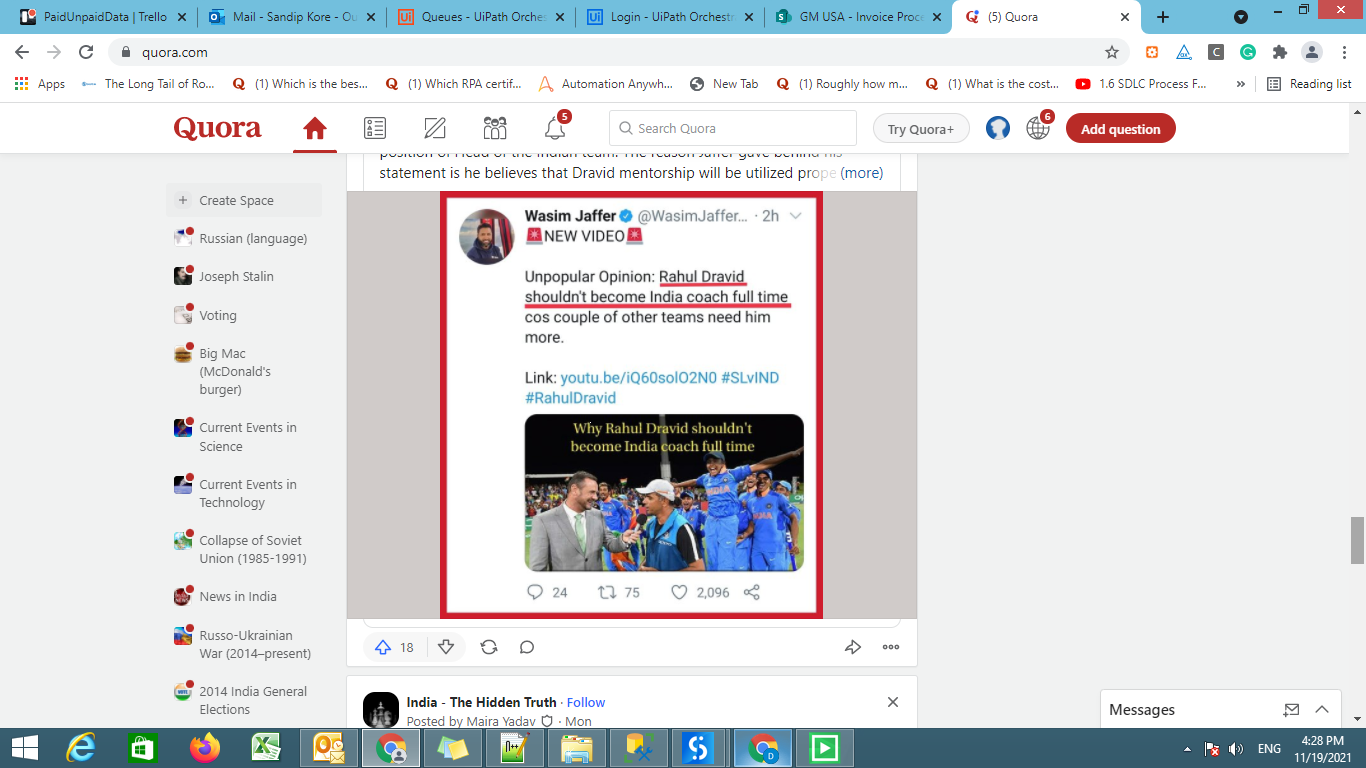 PaidUnpaidData | Trello
Mail - Sandip Kore - Ou
Queues - UiPath Orches
Login - UiPath Orchestr
GM USA - Invoice Proc
(5) Quora
quora.com
Apps
The Long Tail of Ro...
(1) Which is the bes...
(1) Which RPA certif...
Automation Anywh...
New Tab
(1) Roughly how m...
(1) What is the cost...
1.6 SDLC Process F...
»
Reading list
Quora
5
Search Quora
Try Quora+
6
Add question
position of Head of the Indian team. The reason Jaffer gave behind his
statement is he believes that Dravid mentorship will be utilized prope (more)
Create Space
Russian (language)
Joseph Stalin
Voting
Big Mac
(McDonald's
burger)
Current Events in
Science
Current Events in
Technology
Collapse of Soviet
Union (1985-1991)
News in India
Russo-Ukrainian
War (2014–present)
2014 India General
Elections
Wasim Jaffer @WasimJaffer... · 2h
🚨NEW VIDEO🚨
Unpopular Opinion: Rahul Dravid
shouldn't become India coach full time
cos couple of other teams need him
more.
Link: youtu.be/iQ60solO2N0 #SLvIND
#RahulDravid
Why Rahul Dravid shouldn't
become India coach full time
INDIA
24
75
2,096
18
India - The Hidden Truth · Follow
Posted by Maira Yadav · Mon
Messages
ENG
4:28 PM
11/19/2021